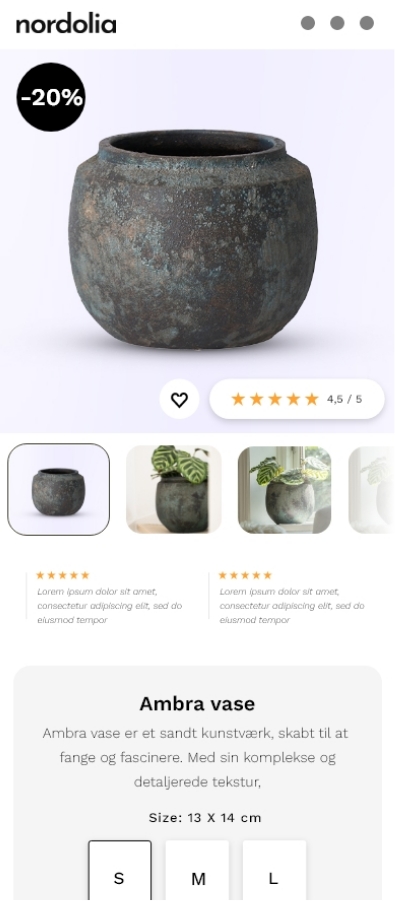 nordolia
-20%
4,5 / 5
Lorem ipsum dolor sit amet,
consectetur adipiscing elit, sed do
eiusmod tempor
Lorem ipsum dolor sit amet,
consectetur adipiscing elit, sed do
eiusmod tempor
Ambra vase
Ambra vase er et sandt kunstværk, skabt til at
fange og fascinere. Med sin komplekse og
detaljerede tekstur,
Size: 13 X 14 cm
S M L